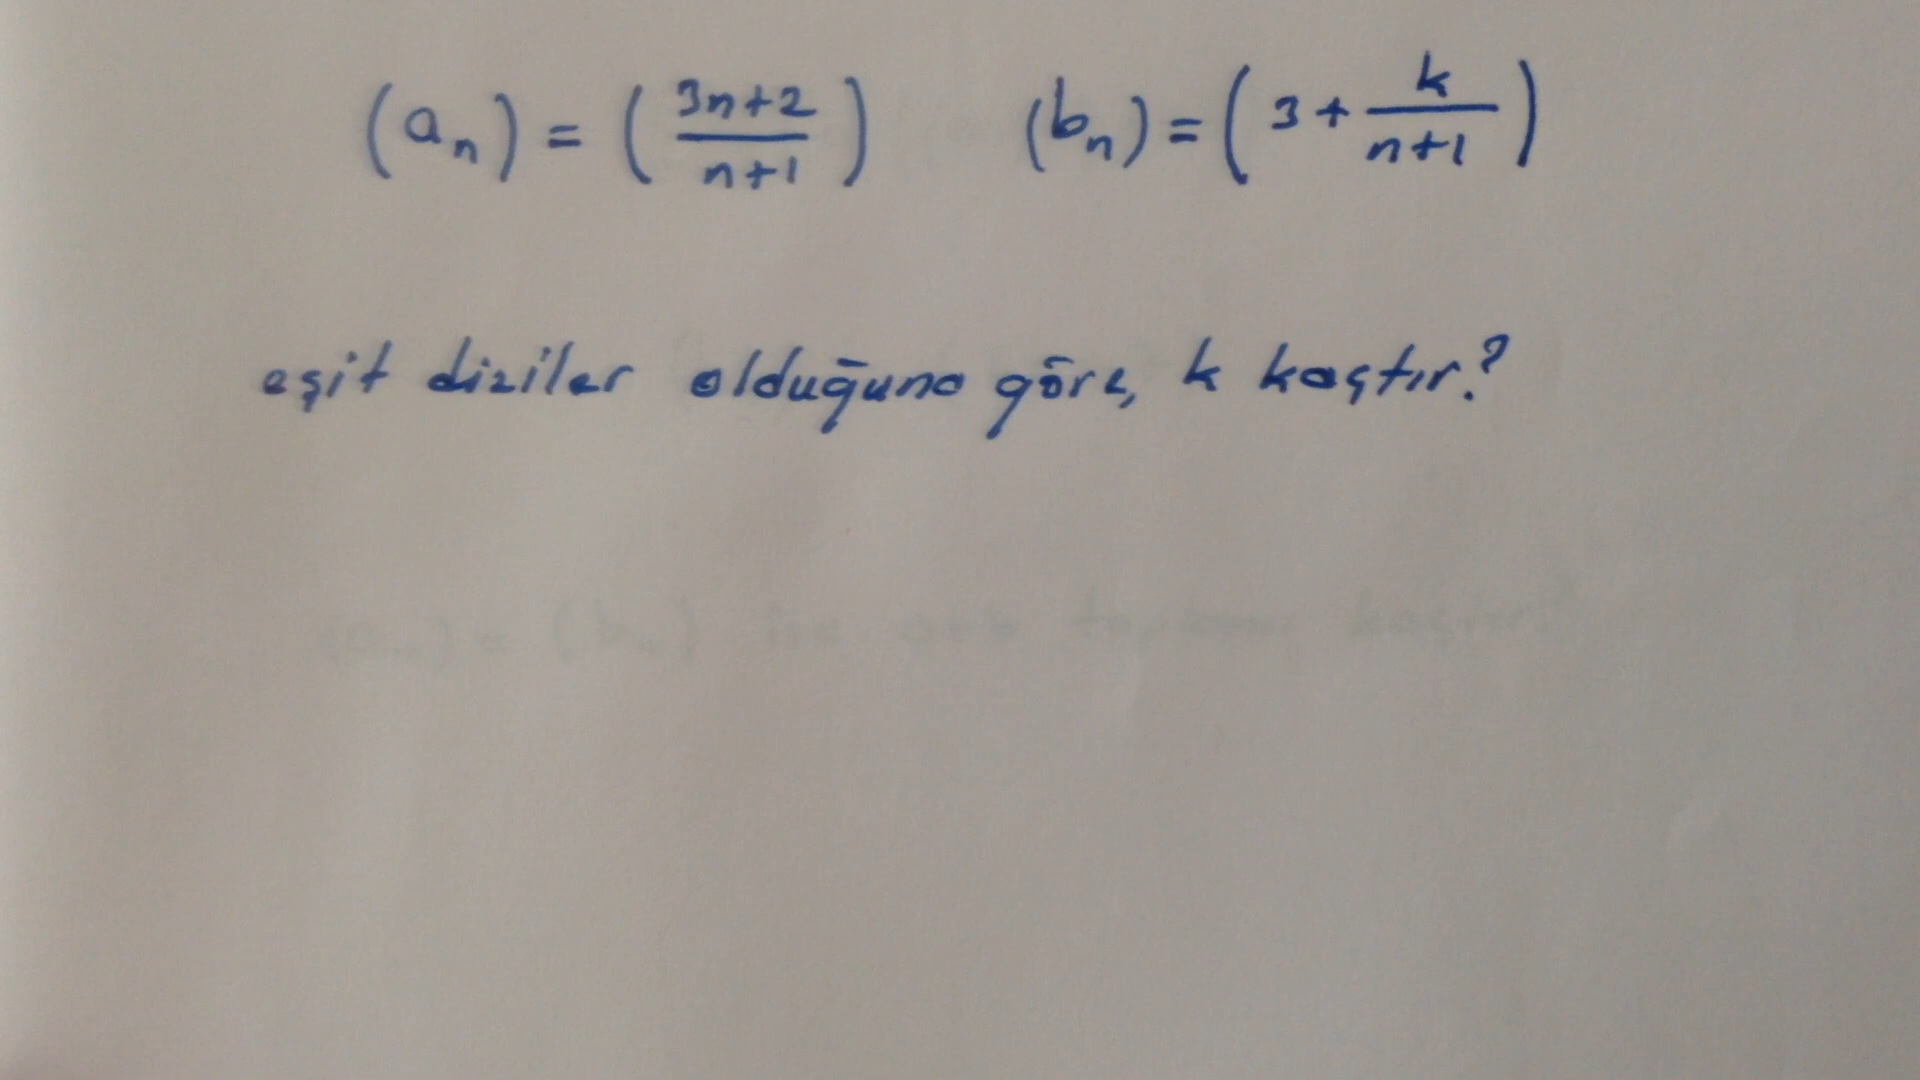 (aₙ) = ( (3n+2)/(n+1) )   (bₙ) = ( 3 + k/(n+1) )
eşit diziler olduğuna göre, k kaçtır?